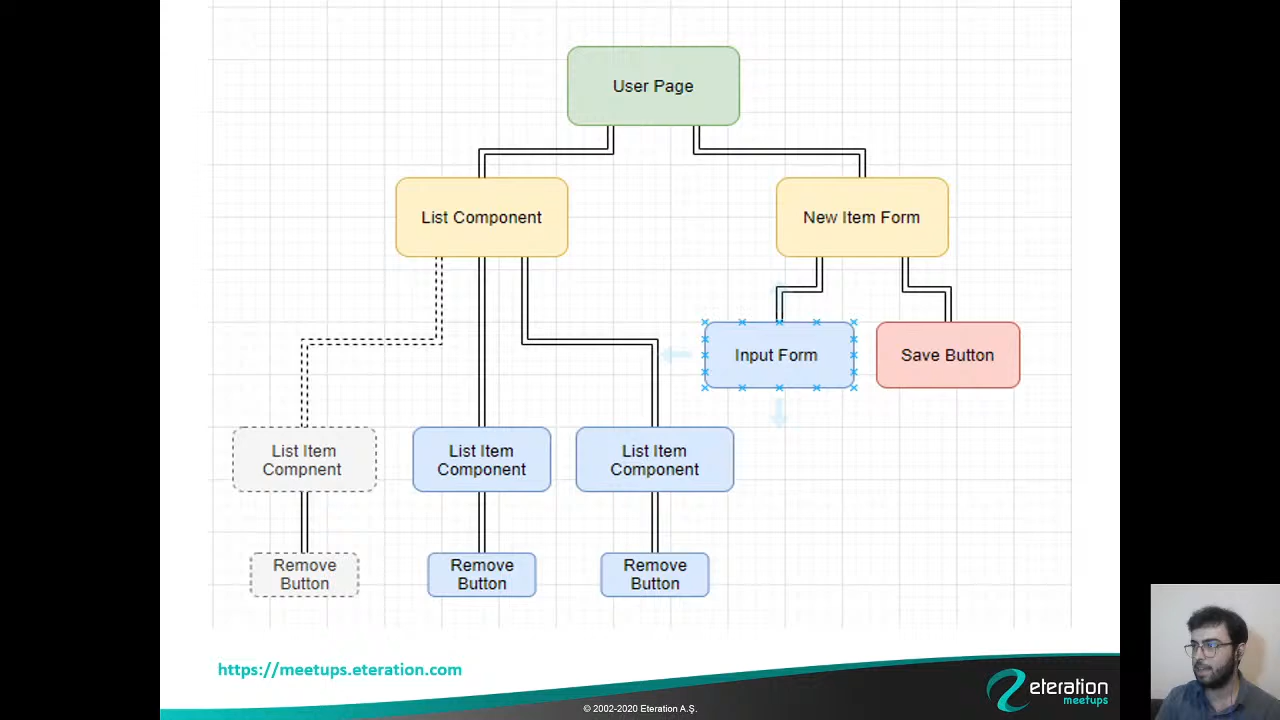 User Page
List Component
New Item Form
Input Form
Save Button
List Item
Compnent
List Item
Component
List Item
Component
Remove
Button
Remove
Button
Remove
Button
https://meetups.eteration.com
eteration
meetups
© 2002-2020 Eteration A.Ş.